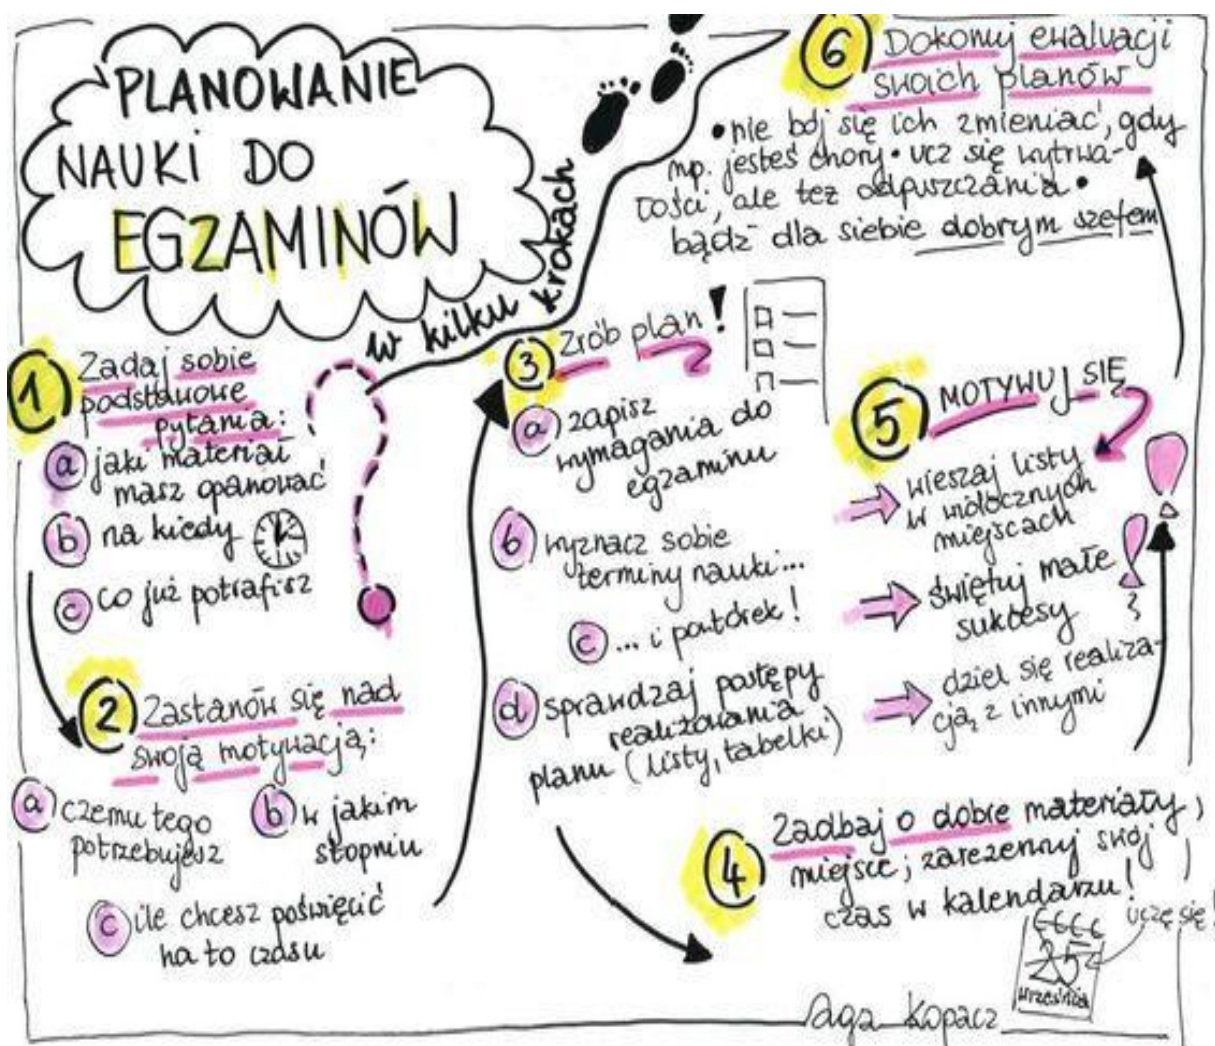 PLANOWANIE
NAUKI DO
EGZAMINÓW
w kilku krokach
1 Zadaj sobie
podstawowe
pytania:
a jaki materiał
masz opanować
b na kiedy
c co już potrafisz
2 Zastanów się nad
swoją motywacją:
a czemu tego
potrzebujesz
b w jakim
stopniu
c ile chcesz poświęcić
na to czasu
3 Zrób plan!
a zapisz
wymagania do
egzaminu
b wyznacz sobie
terminy nauki...
c ... i powtórek!
d sprawdzaj postępy
realizowania
planu (listy, tabelki)
4 Zadbaj o dobre materiały,
miejsce; zarezerwuj swój
czas w kalendarzu!
uczę się!
25
września
5 MOTYWUJ SIĘ
wieszaj listy
w widocznych
miejscach
świętuj małe
sukcesy
dziel się realiza-
cją z innymi
6 Dokonuj ewaluacji
swoich planów
• nie bój się ich zmieniać, gdy
np. jesteś chory • ucz się wytrwa-
łości, ale też odpuszczania •
bądź dla siebie dobrym szefem
Aga Kopacz